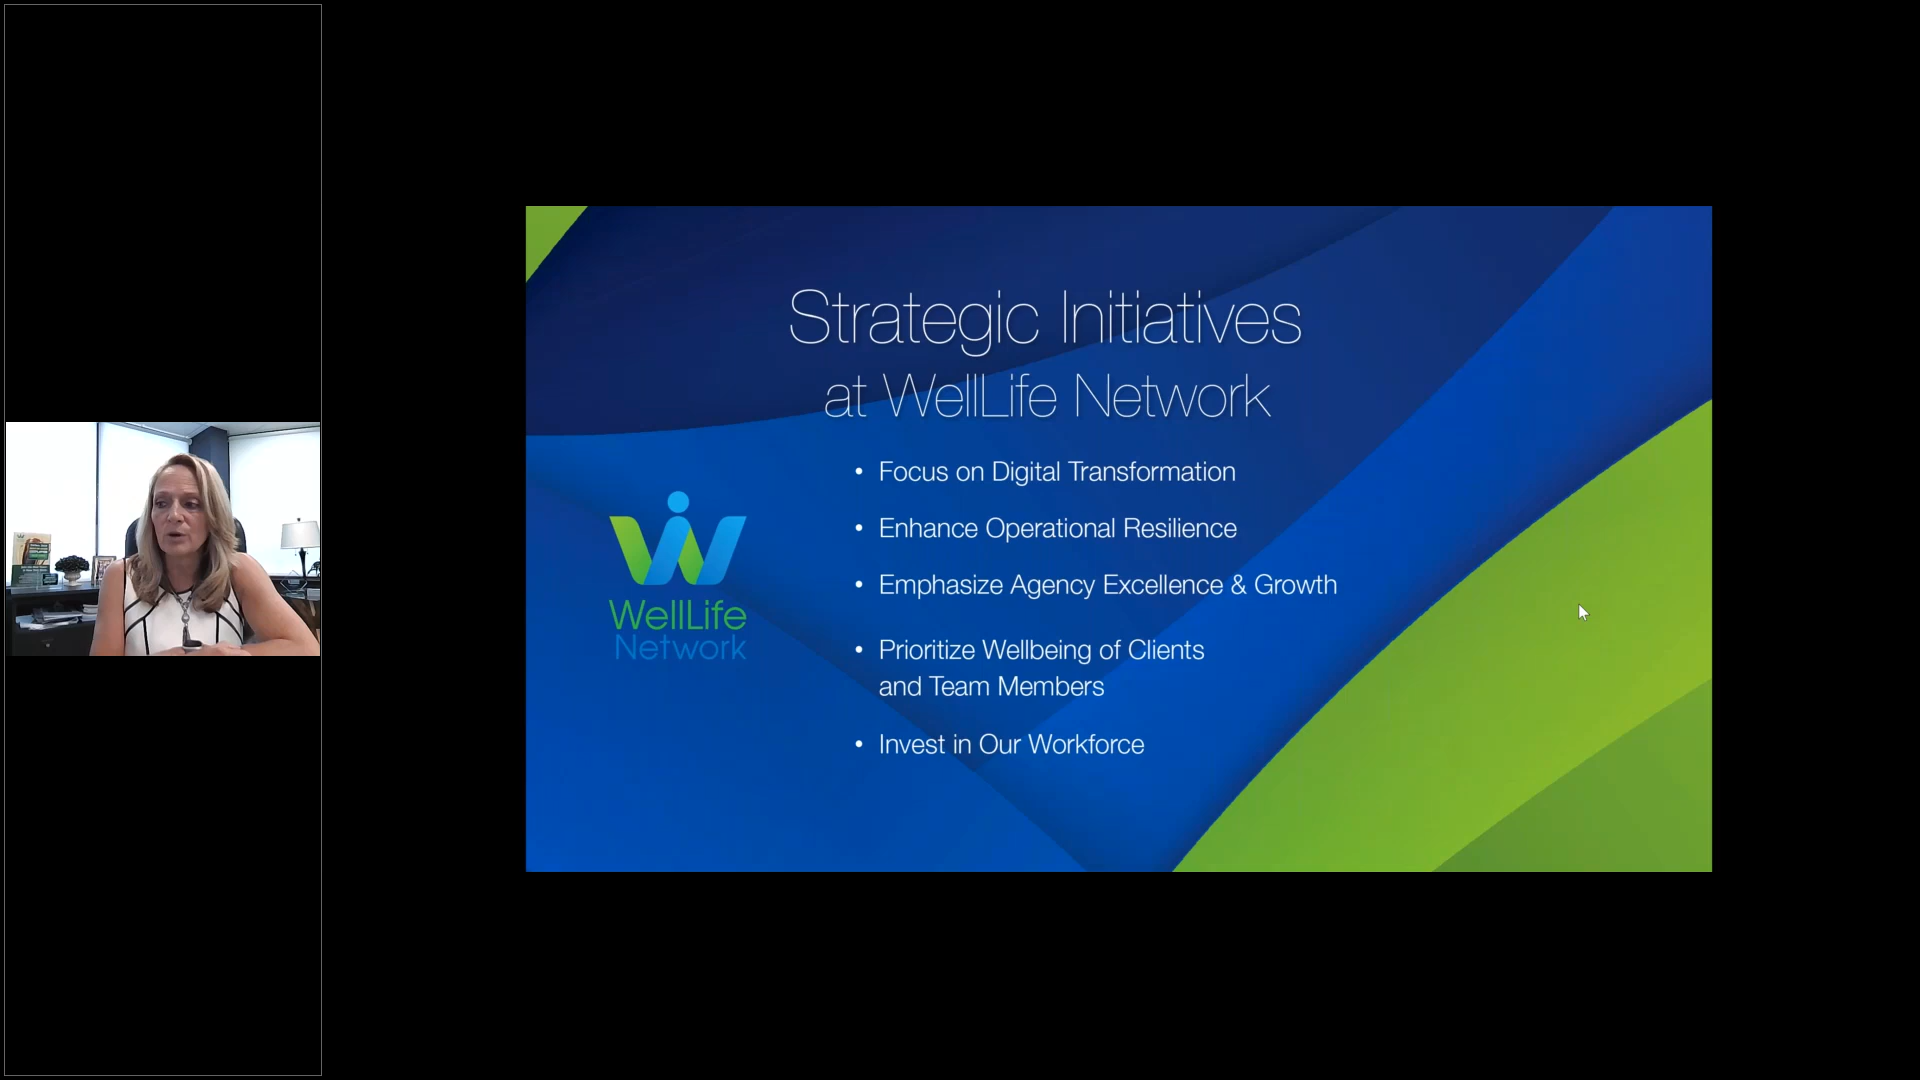 Strategic Initiatives
at WellLife Network
• Focus on Digital Transformation
• Enhance Operational Resilience
• Emphasize Agency Excellence & Growth
• Prioritize Wellbeing of Clients
and Team Members
• Invest in Our Workforce
WellLife
Network